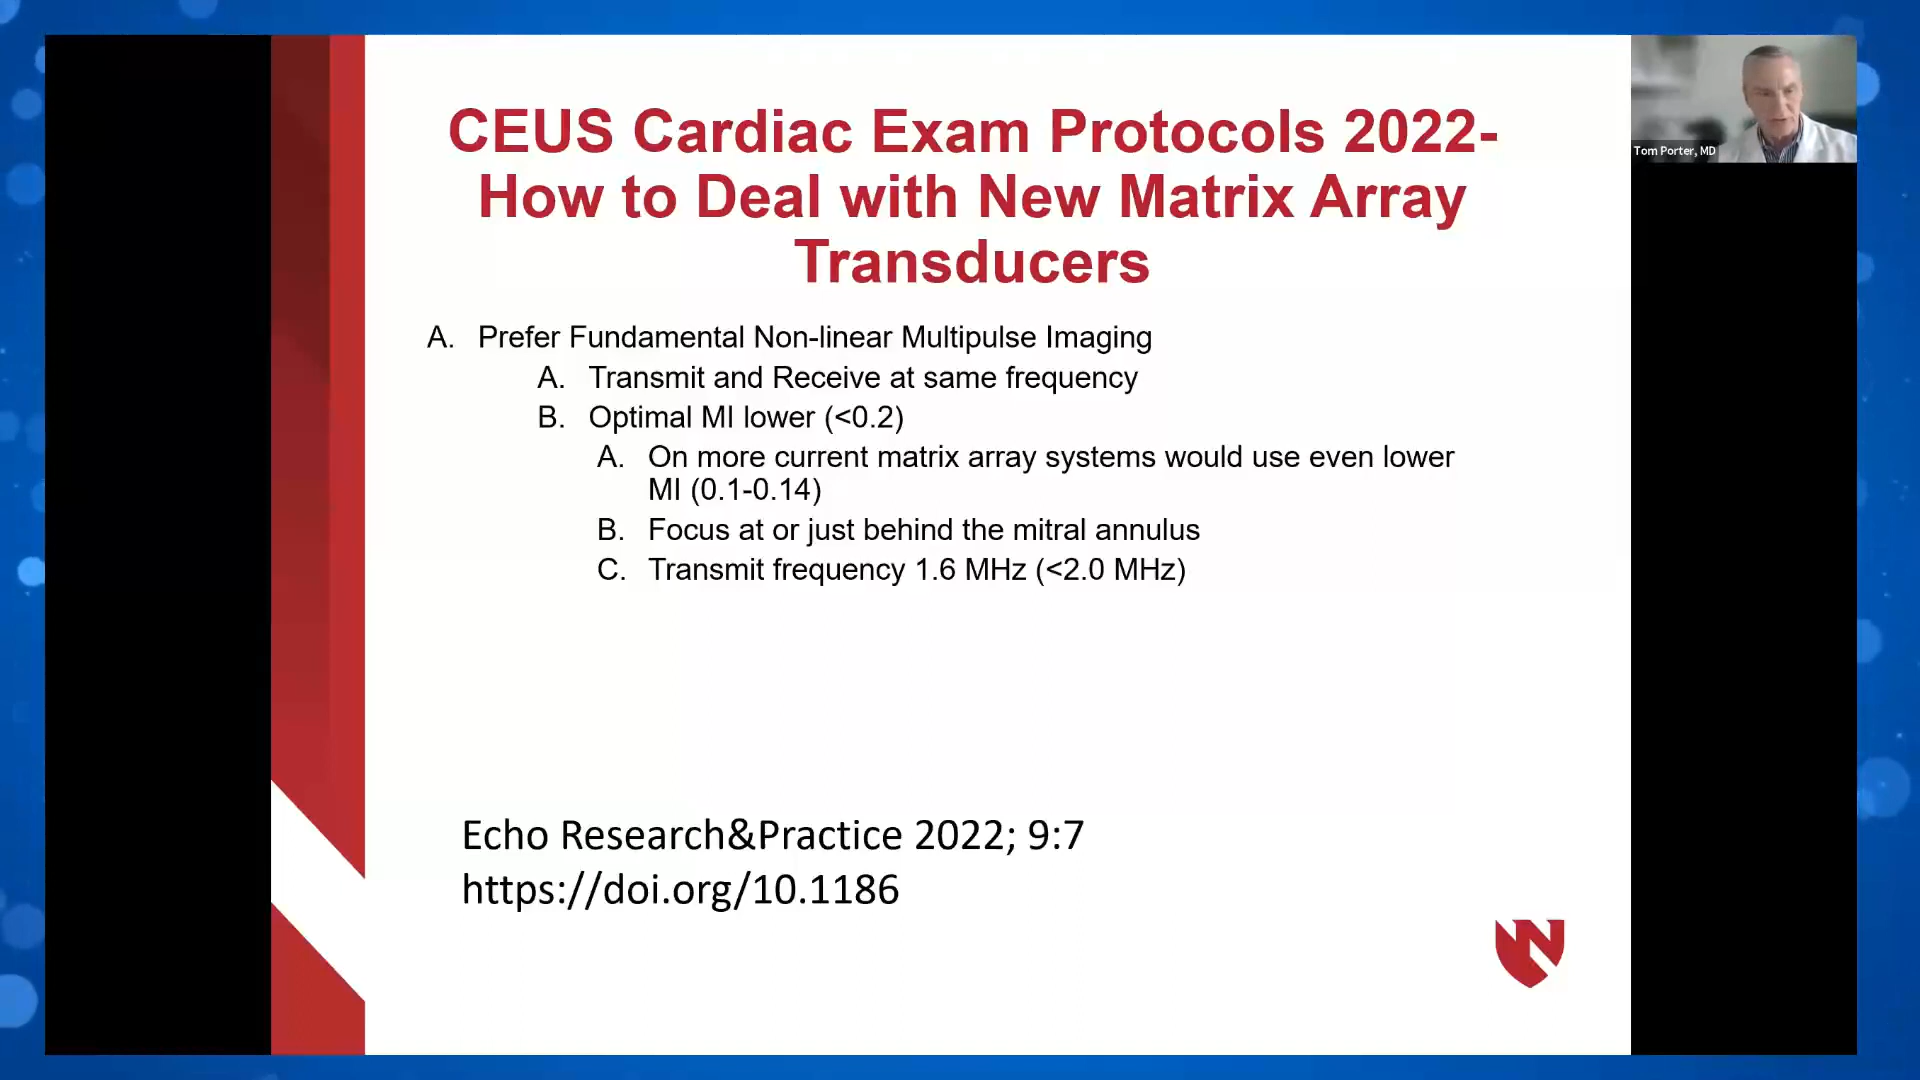 CEUS Cardiac Exam Protocols 2022-
How to Deal with New Matrix Array
Transducers
Tom Porter, MD
A. Prefer Fundamental Non-linear Multipulse Imaging
A. Transmit and Receive at same frequency
B. Optimal MI lower (<0.2)
A. On more current matrix array systems would use even lower
MI (0.1-0.14)
B. Focus at or just behind the mitral annulus
C. Transmit frequency 1.6 MHz (<2.0 MHz)
Echo Research&Practice 2022; 9:7
https://doi.org/10.1186